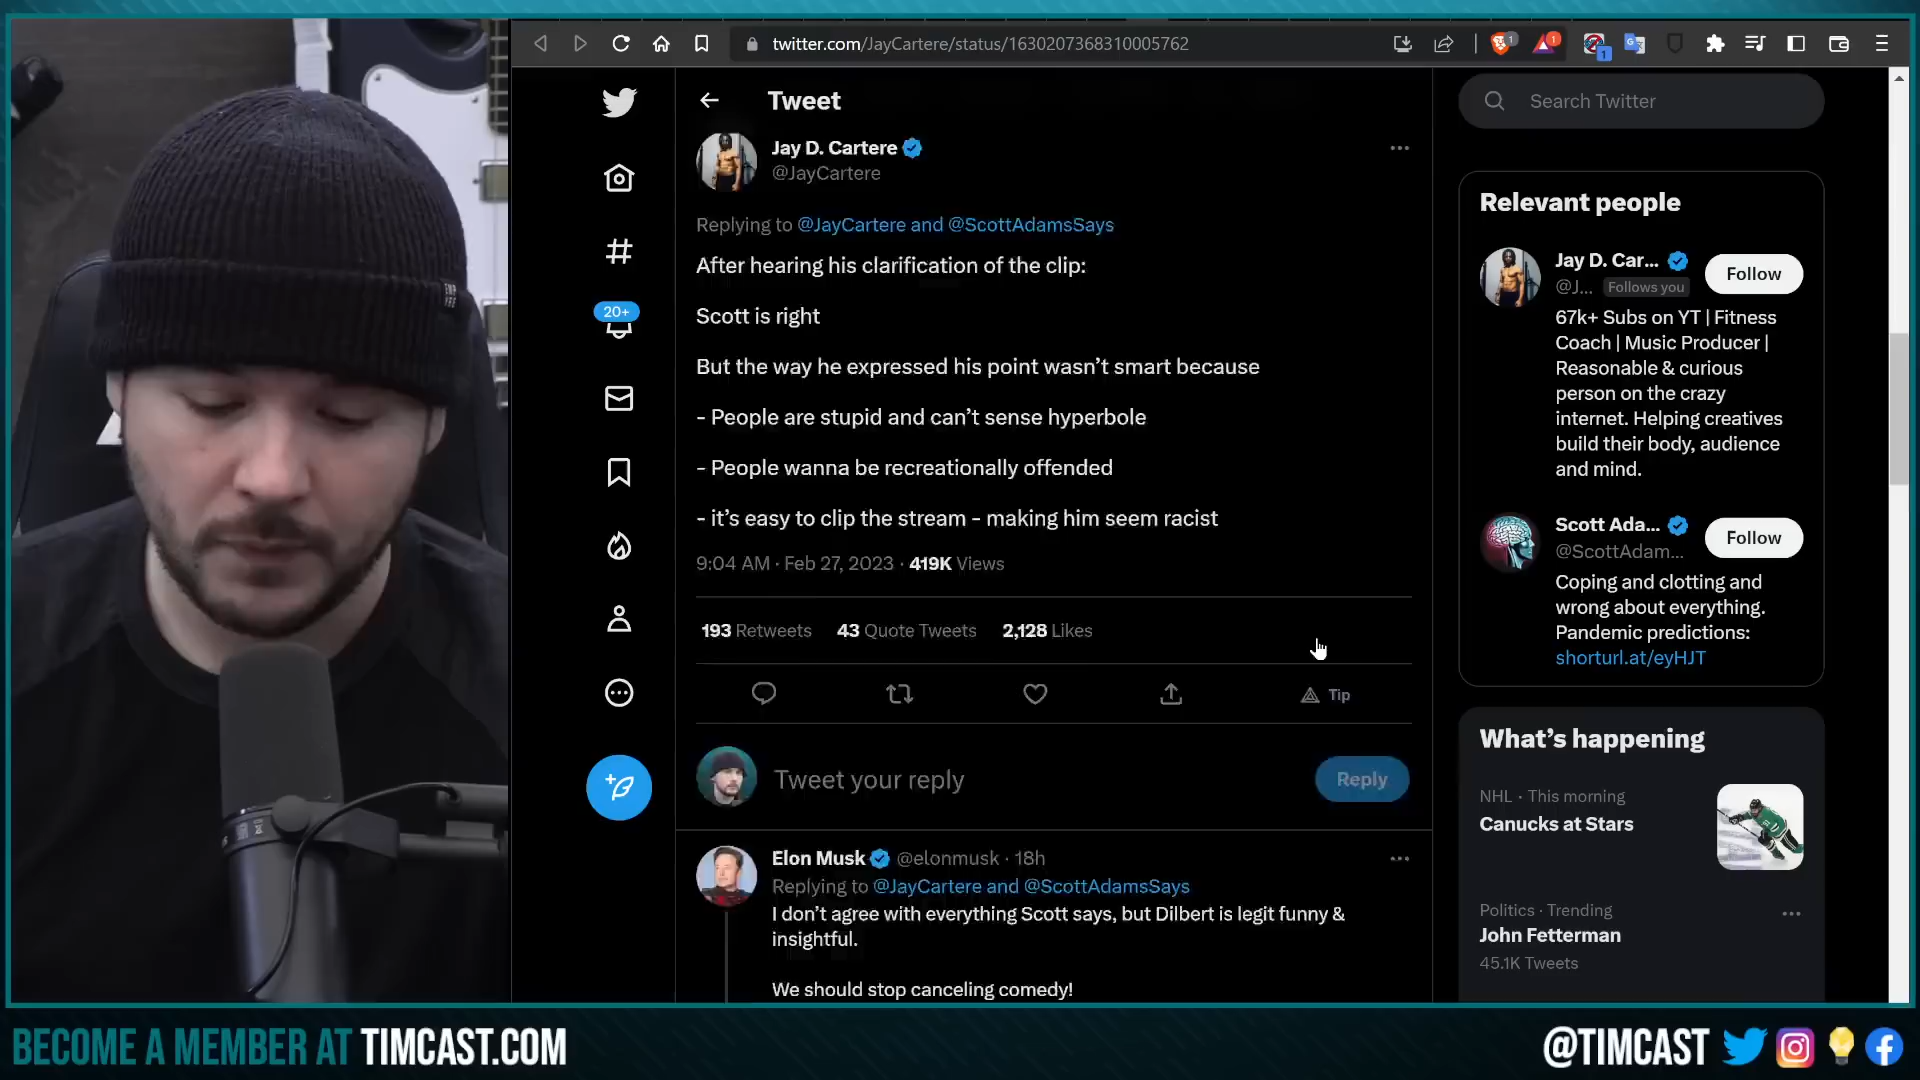 twitter.com/JayCartere/status/1630207368310005762
1
1
1
Tweet
Search Twitter
Jay D. Cartere
@JayCartere
Replying to @JayCartere and @ScottAdamsSays
After hearing his clarification of the clip:
Scott is right
But the way he expressed his point wasn’t smart because
- People are stupid and can’t sense hyperbole
- People wanna be recreationally offended
- it’s easy to clip the stream - making him seem racist
9:04 AM · Feb 27, 2023 · 419K Views
193 Retweets 43 Quote Tweets 2,128 Likes
Tip
Tweet your reply
Reply
Elon Musk @elonmusk · 18h
Replying to @JayCartere and @ScottAdamsSays
I don’t agree with everything Scott says, but Dilbert is legit funny &
insightful.
We should stop canceling comedy!
20+
Relevant people
Jay D. Car...
@J... Follows you
Follow
67k+ Subs on YT | Fitness
Coach | Music Producer |
Reasonable & curious
person on the crazy
internet. Helping creatives
build their body, audience
and mind.
Scott Ada...
@ScottAdam...
Follow
Coping and clotting and
wrong about everything.
Pandemic predictions:
shorturl.at/eyHJT
What’s happening
NHL · This morning
Canucks at Stars
Politics · Trending
John Fetterman
45.1K Tweets
BECOME A MEMBER AT TIMCAST.COM
@TIMCAST